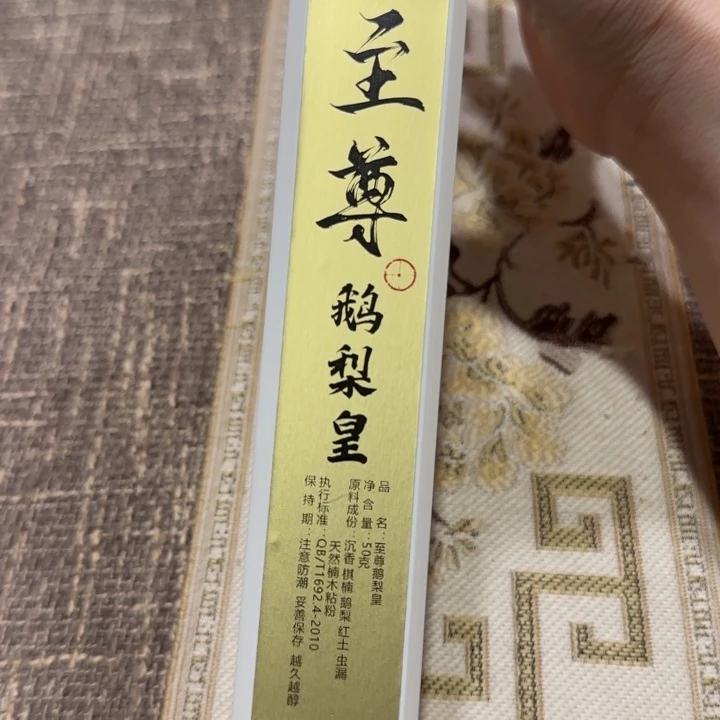 至尊
鹅梨皇
品名：至尊鹅梨皇
净含量：50克
原料成份：沉香 棋楠 鹅梨 红土 虫漏
天然楠木粘粉
执行标准：QB/T1692.4-2010
保持期：注意防潮 妥善保存 越久越醇